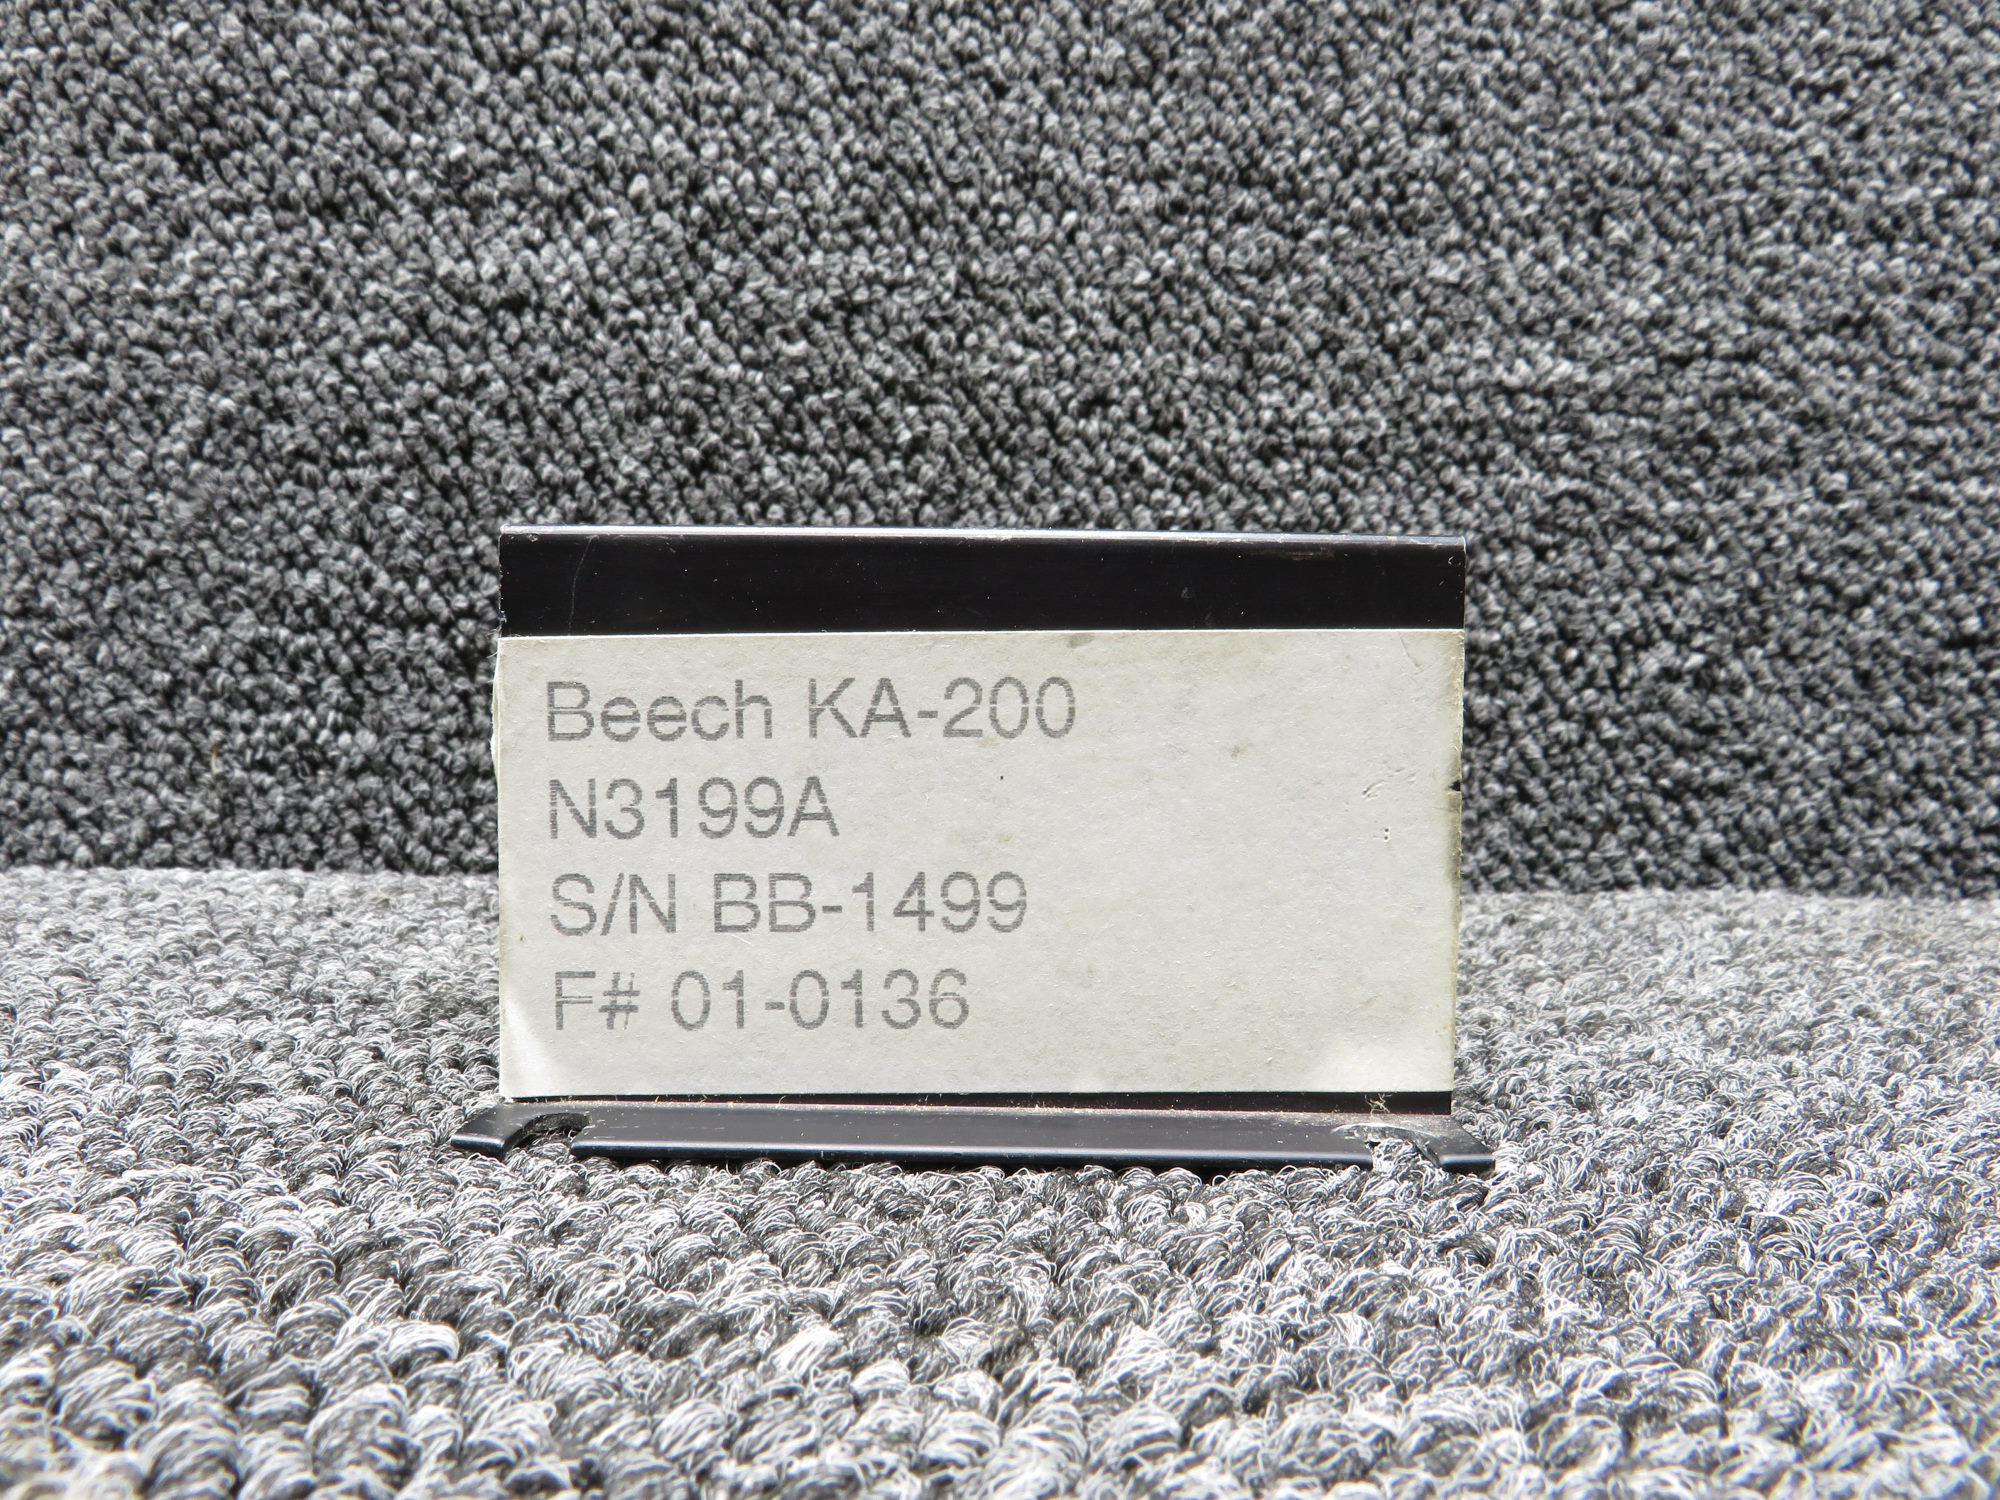 Beech KA-200
N3199A
S/N BB-1499
F# 01-0136